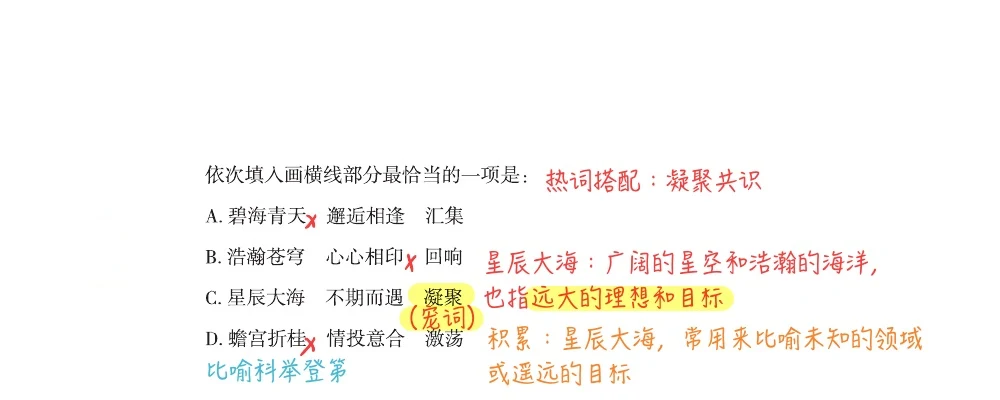 依次填入画横线部分最恰当的一项是： 热词搭配：凝聚共识
A. 碧海青天 邂逅相逢 汇集
B. 浩瀚苍穹 心心相印 回响
星辰大海：广阔的星空和浩瀚的海洋，
C. 星辰大海 不期而遇 凝聚
也指远大的理想和目标
（宠词）
D. 蟾宫折桂 情投意合 激荡
积累：星辰大海，常用来比喻未知的领域
或遥远的目标
比喻科举登第